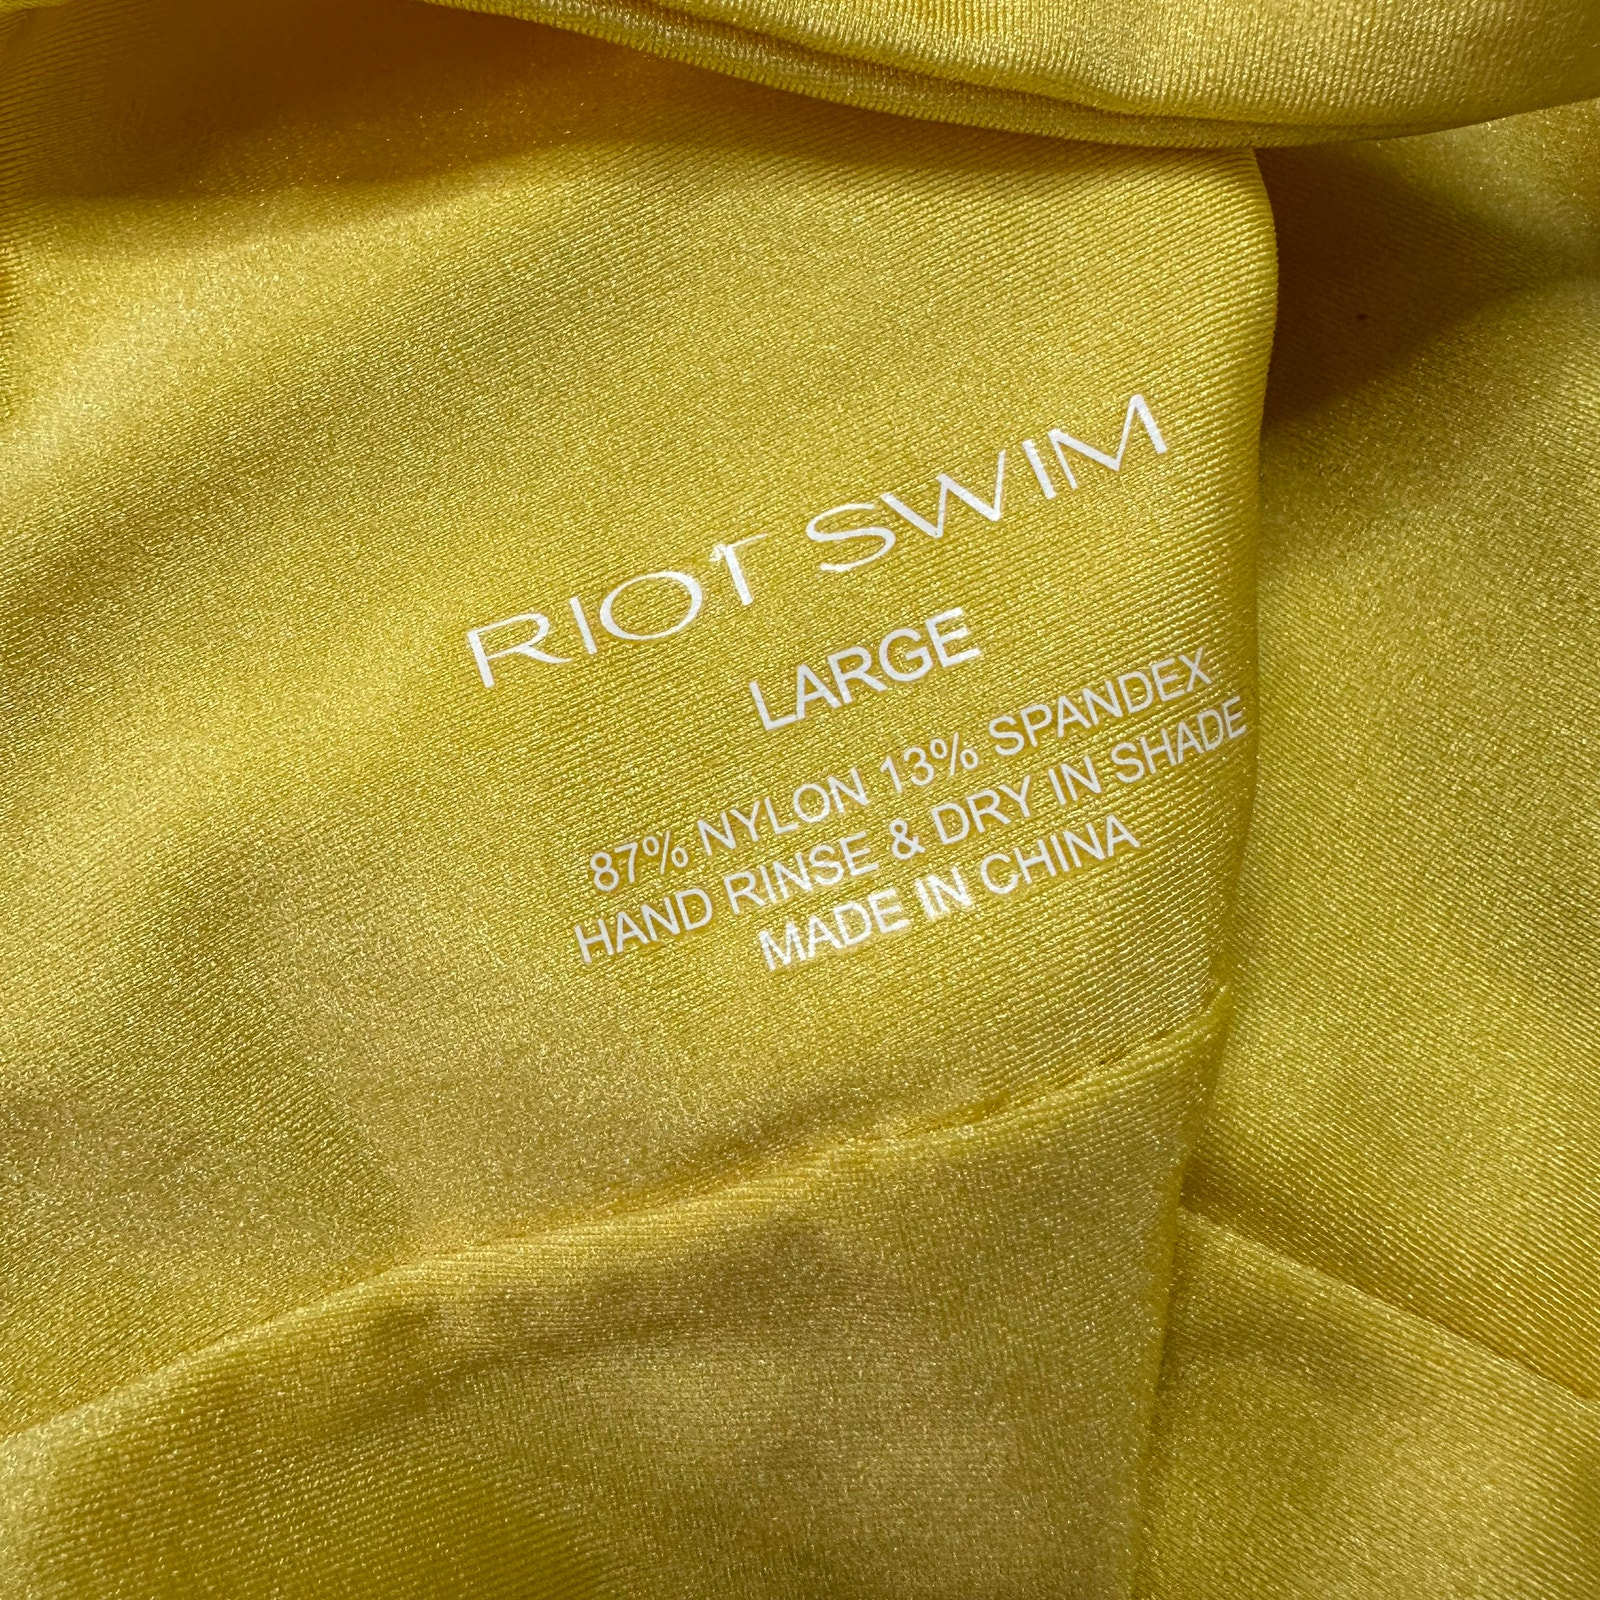 RIOT SWIM
LARGE
87% NYLON 13% SPANDEX
HAND RINSE & DRY IN SHADE
MADE IN CHINA